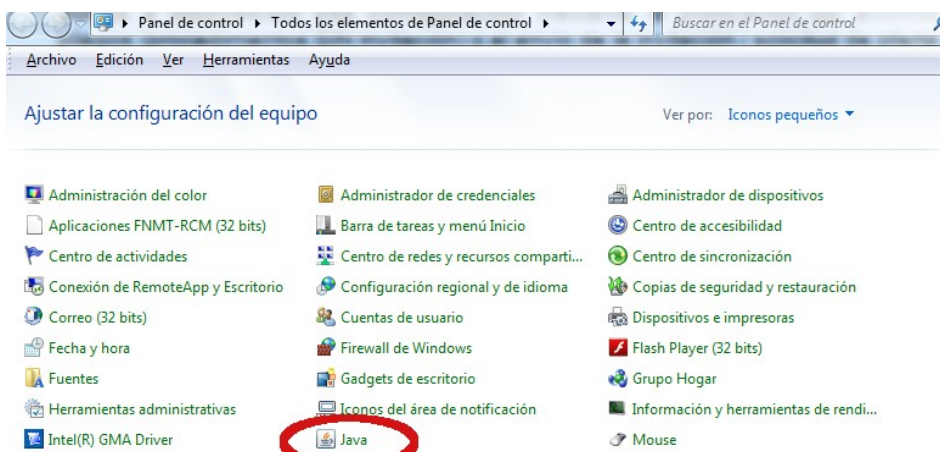 Panel de control ▸ Todos los elementos de Panel de control ▸
Buscar en el Panel de control
Archivo Edición Ver Herramientas Ayuda
Ajustar la configuración del equipo
Ver por: Iconos pequeños
Administración del color
Administrador de credenciales
Administrador de dispositivos
Aplicaciones FNMT-RCM (32 bits)
Barra de tareas y menú Inicio
Centro de accesibilidad
Centro de actividades
Centro de redes y recursos comparti...
Centro de sincronización
Conexión de RemoteApp y Escritorio
Configuración regional y de idioma
Copias de seguridad y restauración
Correo (32 bits)
Cuentas de usuario
Dispositivos e impresoras
Fecha y hora
Firewall de Windows
Flash Player (32 bits)
Fuentes
Gadgets de escritorio
Grupo Hogar
Herramientas administrativas
Iconos del área de notificación
Información y herramientas de rendi...
Intel(R) GMA Driver
Java
Mouse